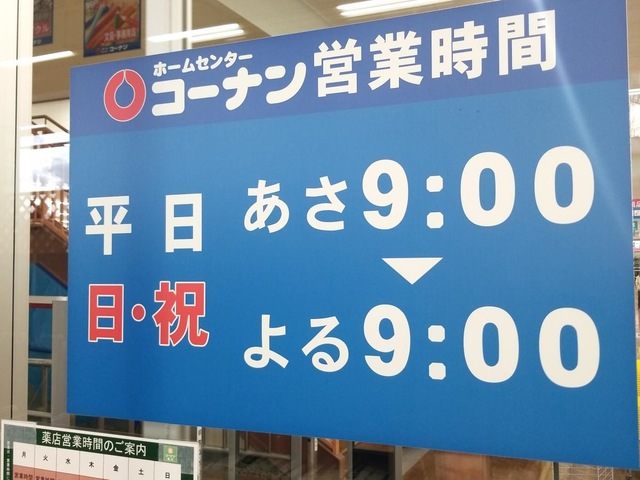 ホームセンター
コーナン営業時間
平日
日・祝
あさ9:00
よる9:00
薬店営業時間のご案内
月 火 水 木 金 土 日